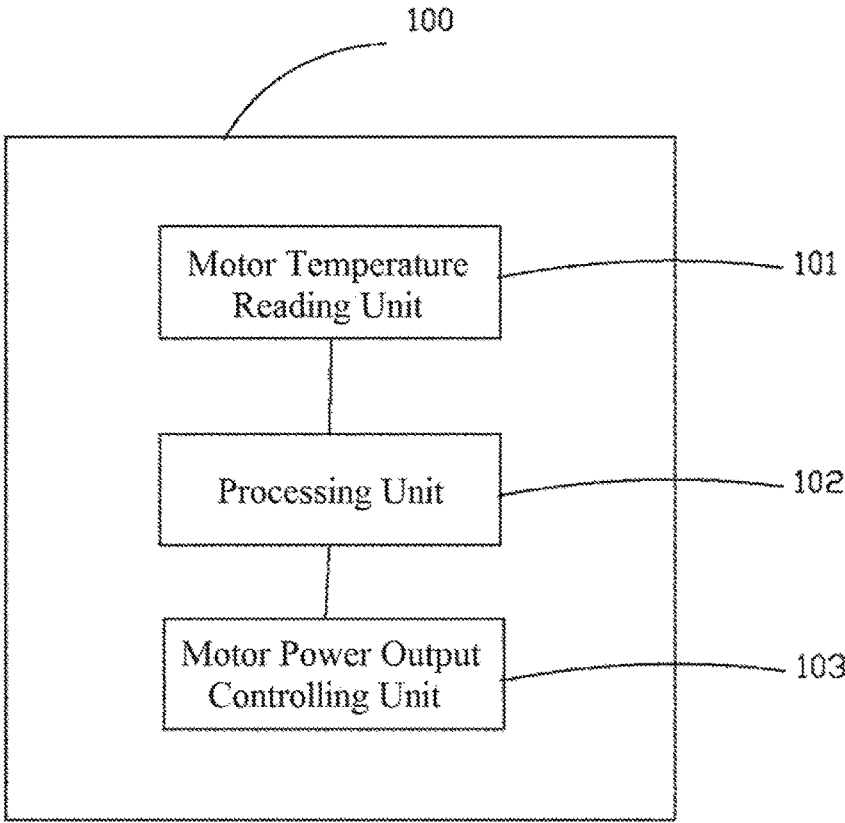 100
Motor Temperature
Reading Unit
101
Processing Unit
102
Motor Power Output
Controlling Unit
103